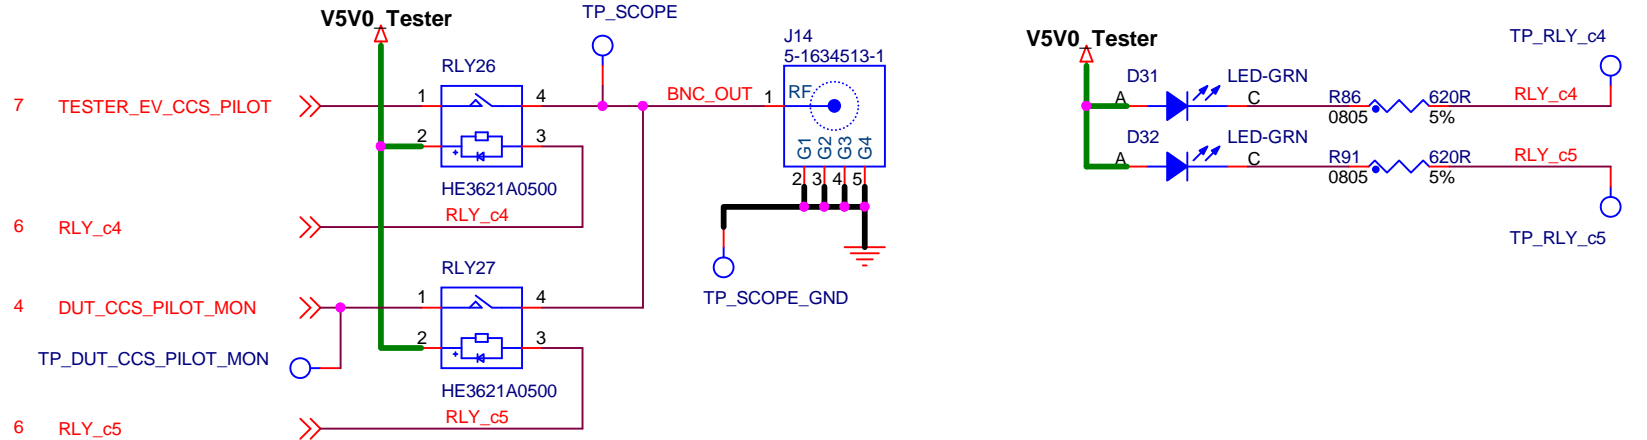 V5V0_Tester
TP_SCOPE
RLY26
J14
5-1634513-1
7 TESTER_EV_CCS_PILOT
1 4
BNC_OUT 1 RF
2 3
G1 G2 G3 G4
HE3621A0500
2 3 4 5
6 RLY_c4
RLY_c4
RLY27
TP_SCOPE_GND
4 DUT_CCS_PILOT_MON
1 4
2 3
TP_DUT_CCS_PILOT_MON
HE3621A0500
6 RLY_c5
RLY_c5
V5V0_Tester
TP_RLY_c4
D31 LED-GRN
A C
R86 620R RLY_c4
0805 5%
D32 LED-GRN
A C
R91 620R RLY_c5
0805 5%
TP_RLY_c5